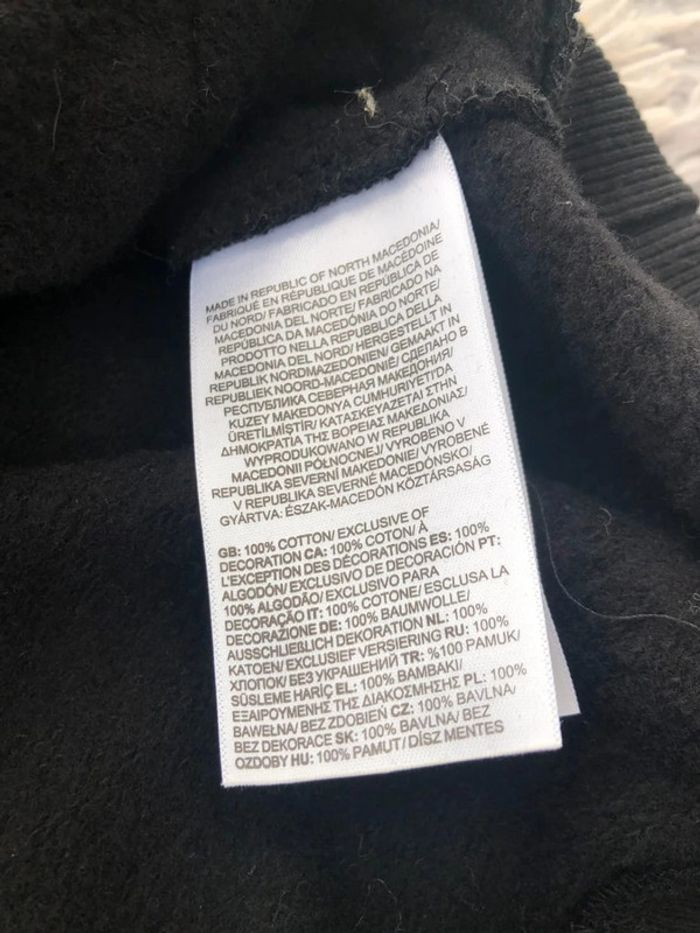 MADE IN REPUBLIC OF NORTH MACEDONIA/
FABRIQUÉ EN RÉPUBLIQUE DE MACÉDOINE
DU NORD/ FABRICADO EN REPÚBLICA DE
MACEDONIA DEL NORTE/ FABRICADO NA
REPÚBLICA DA MACEDÓNIA DO NORTE/
PRODOTTO NELLA REPUBBLICA DELLA
MACEDONIA DEL NORD/ HERGESTELLT IN
REPUBLIK NORDMAZEDONIEN/ GEMAAKT IN
REPUBLIEK NOORD-MACEDONIË/ СДЕЛАНО В
РЕСПУБЛИКА СЕВЕРНАЯ МАКЕДОНИЯ/
KUZEY MAKEDONYA CUMHURIYETI'DA
ÜRETİLMİŞTİR/ ΚΑΤΑΣΚΕΥΑΖΕΤΑΙ ΣΤΗΝ
ΔΗΜΟΚΡΑΤΙΑ ΤΗΣ ΒΟΡΕΙΑΣ ΜΑΚΕΔΟΝΙΑΣ/
WYPRODUKOWANO W REPUBLIKA
MACEDONII PÓŁNOCNEJ/ VYROBENO V
REPUBLIKA SEVERNÍ MAKEDONIE/ VYROBENÉ
V REPUBLIKA SEVERNÉ MACEDÓNSKO/
GYÁRTVA: ÉSZAK-MACEDÓN KÖZTÁRSASÁG
GB: 100% COTTON/ EXCLUSIVE OF
DECORATION CA: 100% COTON/ À
L'EXCEPTION DES DÉCORATIONS ES: 100%
ALGODÓN/ EXCLUSIVO DE DECORACIÓN PT:
100% ALGODÃO/ EXCLUSIVO PARA
DECORAÇÃO IT: 100% COTONE/ ESCLUSA LA
DECORAZIONE DE: 100% BAUMWOLLE/
AUSSCHLIEßLICH DEKORATION NL: 100%
KATOEN/ EXCLUSIEF VERSIERING RU: 100%
ХЛОПОК/ БЕЗ УКРАШЕНИЙ TR: %100 PAMUK/
SÜSLEME HARİÇ EL: 100% ΒΑΜΒΑΚΙ/
ΕΞΑΙΡΟΥΜΕΝΗΣ ΤΗΣ ΔΙΑΚΟΣΜΗΣΗΣ PL: 100%
BAWEŁNA/ BEZ ZDOBIEŃ CZ: 100% BAVLNA/
BEZ DEKORACE SK: 100% BAVLNA/ BEZ
OZDOBY HU: 100% PAMUT/ DÍSZ MENTES